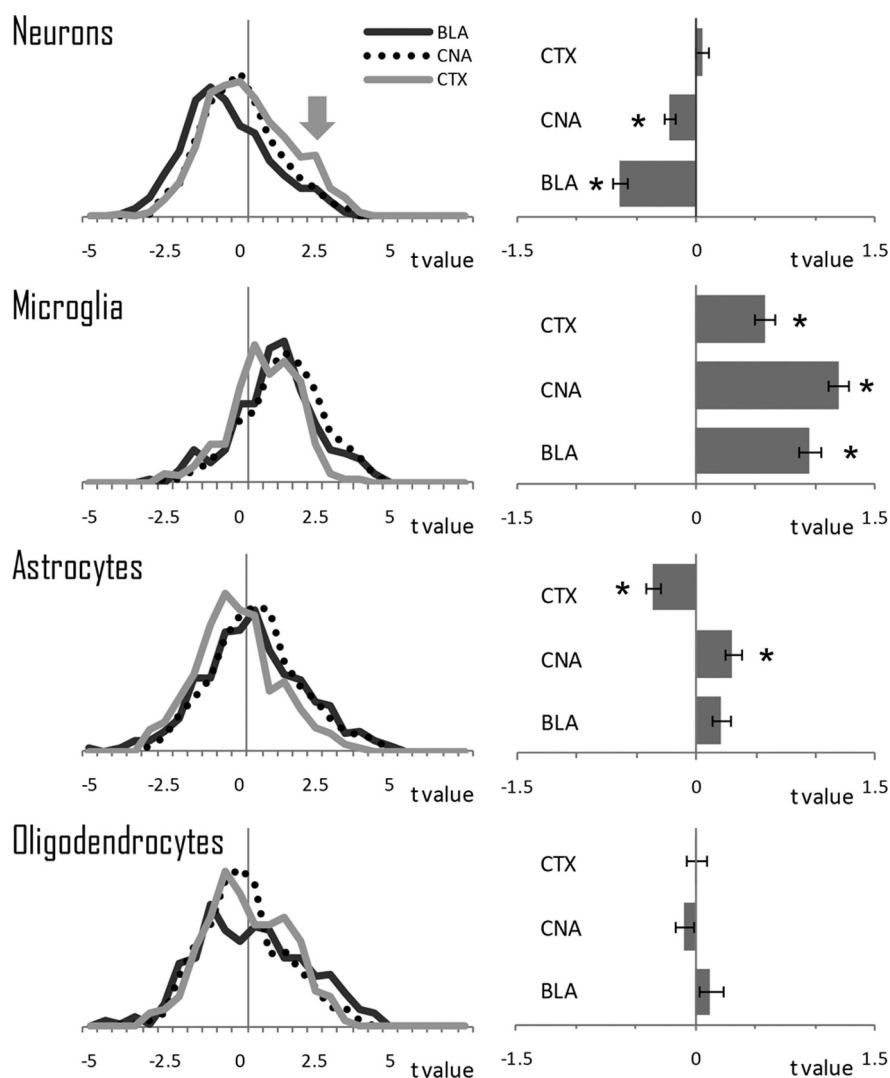 Neurons
BLA
CNA
CTX
-5 -2.5 0 2.5 5
t value
CTX
CNA *
BLA *
-1.5 0 1.5
t value
Microglia
-5 -2.5 0 2.5 5
t value
CTX *
CNA *
BLA *
-1.5 0 1.5
t value
Astrocytes
-5 -2.5 0 2.5 5
t value
CTX *
CNA *
BLA
-1.5 0 1.5
t value
Oligodendrocytes
-5 -2.5 0 2.5 5
t value
CTX
CNA
BLA
-1.5 0 1.5
t value